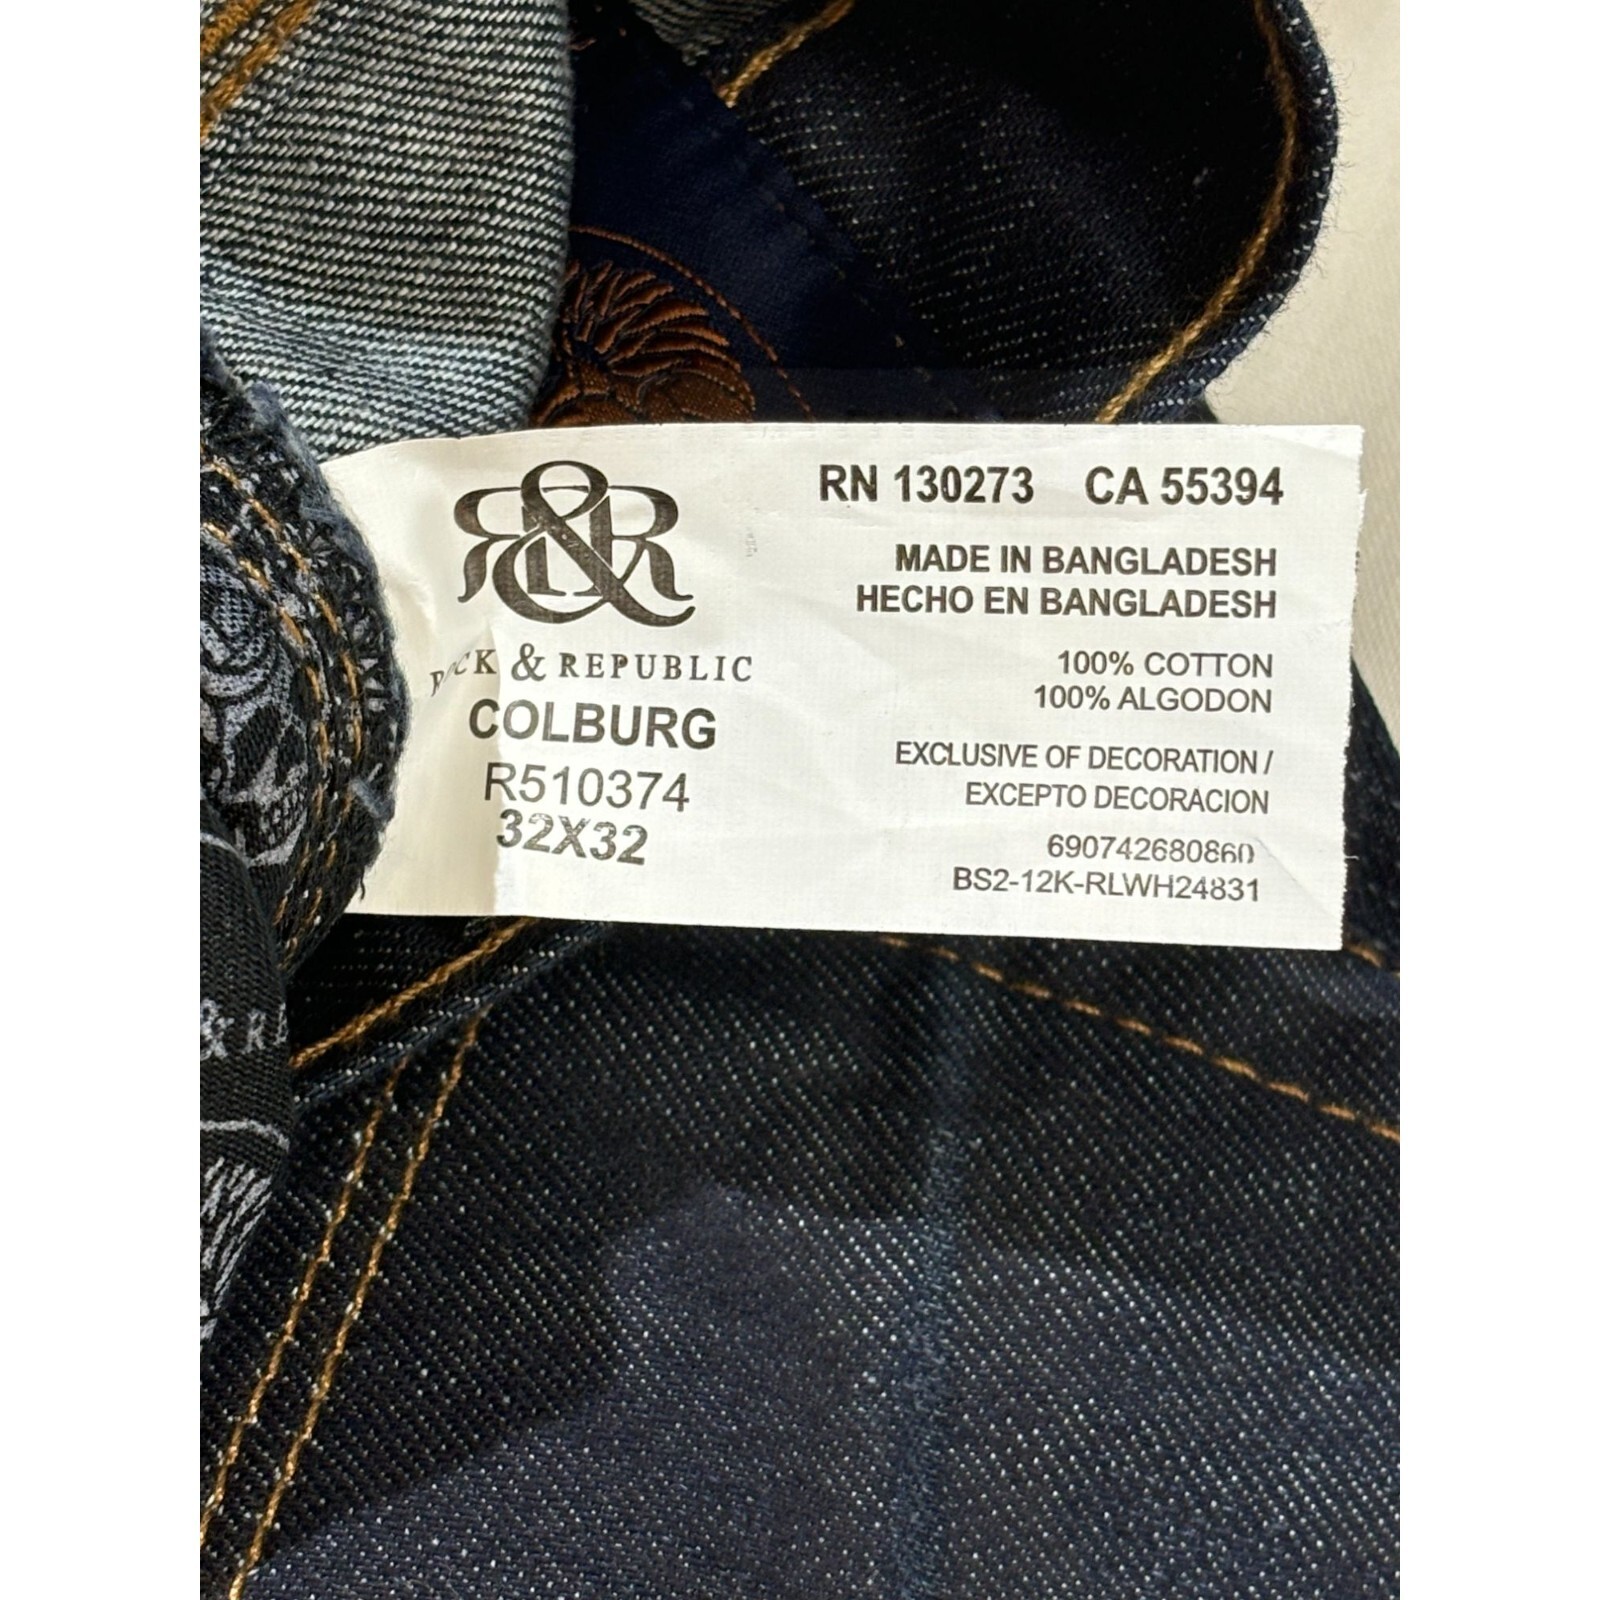 R&R
ROCK & REPUBLIC
COLBURG
R510374
32X32
RN 130273 CA 55394
MADE IN BANGLADESH
HECHO EN BANGLADESH
100% COTTON
100% ALGODON
EXCLUSIVE OF DECORATION /
EXCEPTO DECORACION
690742680860
BS2-12K-RLWH24831
& R